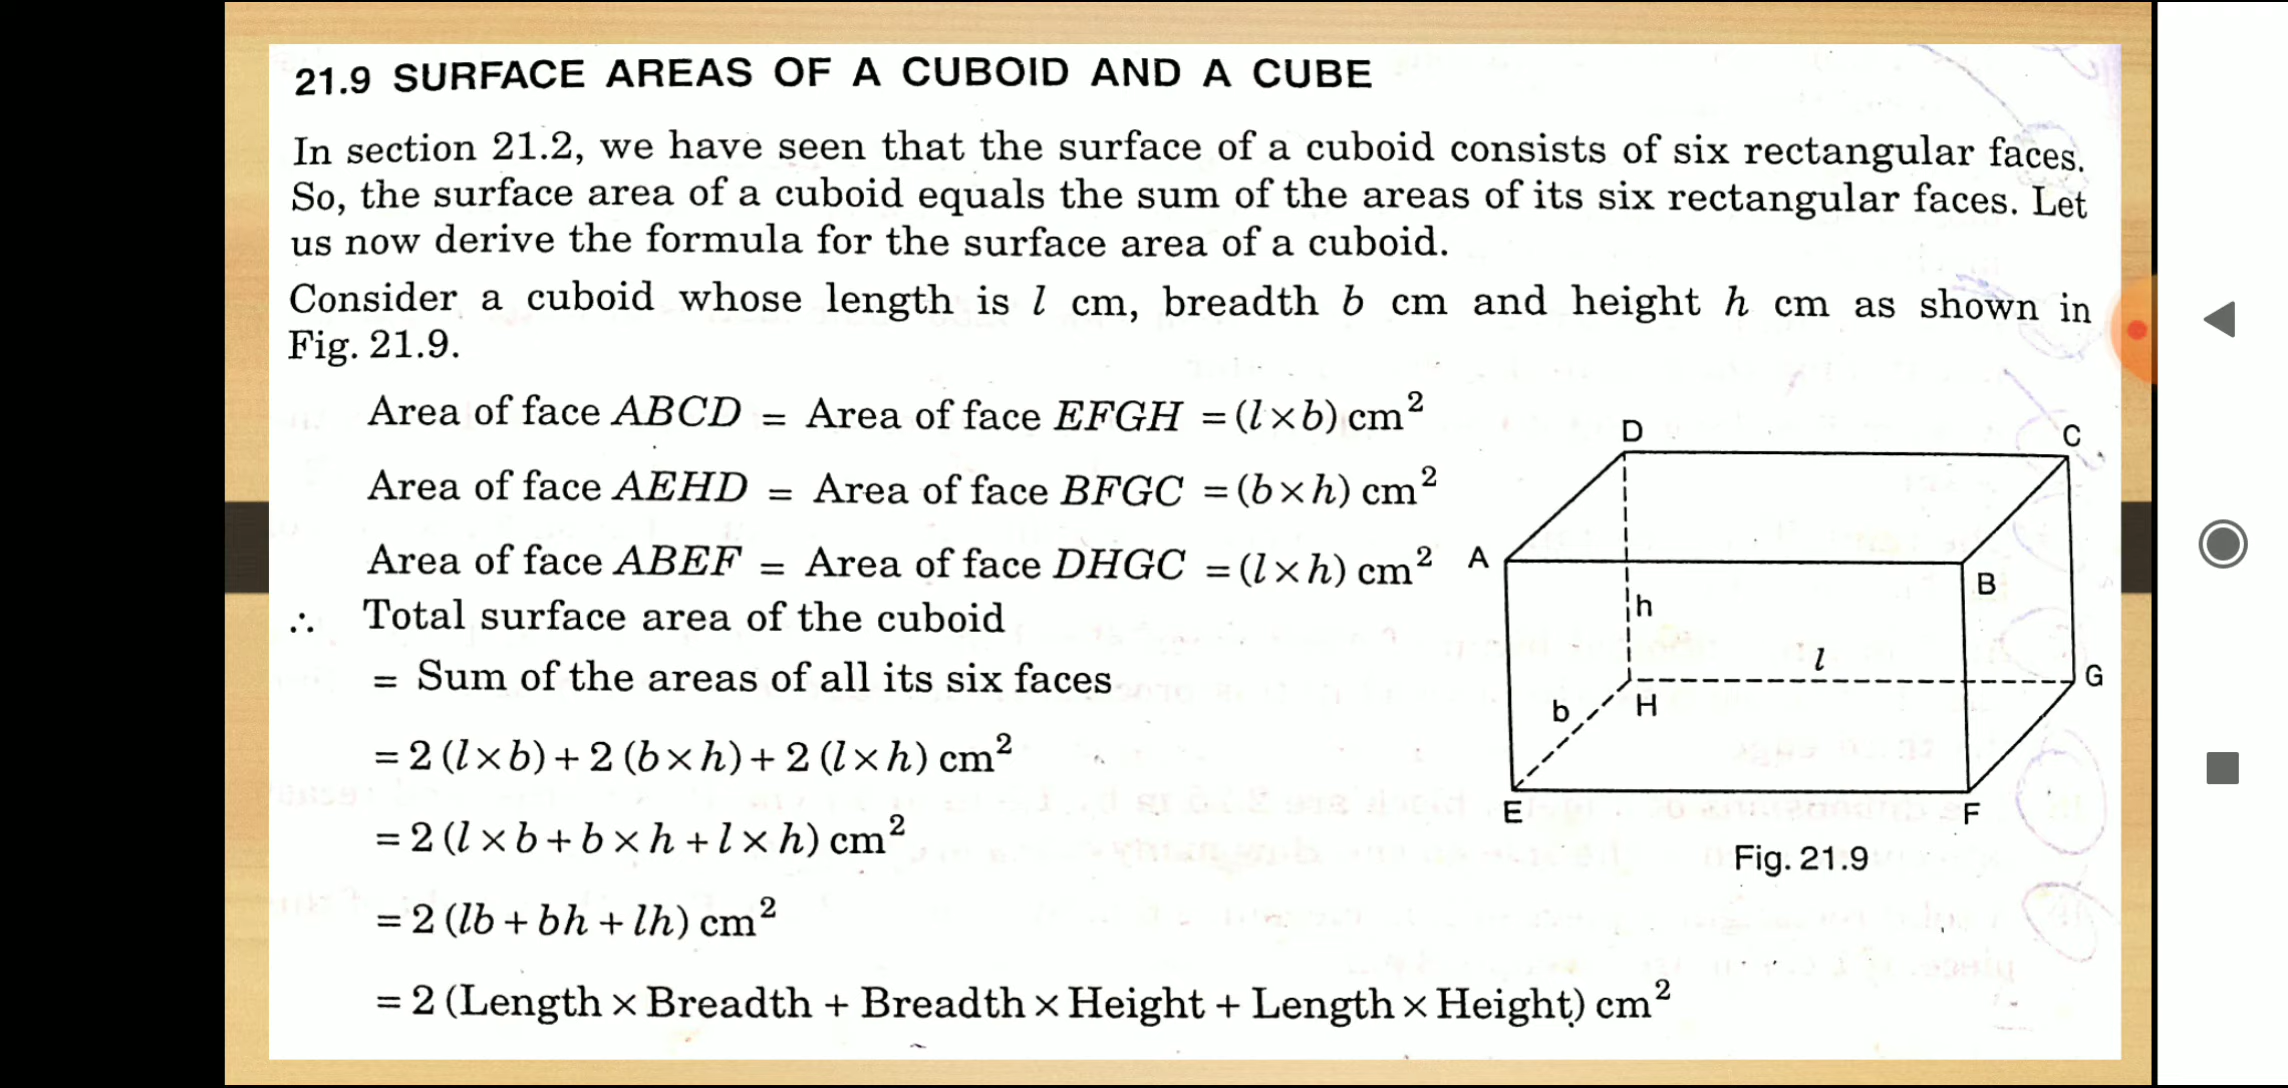 21.9 SURFACE AREAS OF A CUBOID AND A CUBE
In section 21.2, we have seen that the surface of a cuboid consists of six rectangular faces.
So, the surface area of a cuboid equals the sum of the areas of its six rectangular faces. Let
us now derive the formula for the surface area of a cuboid.
Consider a cuboid whose length is l cm, breadth b cm and height h cm as shown in
Fig. 21.9.
Area of face ABCD = Area of face EFGH = (l × b) cm²
Area of face AEHD = Area of face BFGC = (b × h) cm²
Area of face ABEF = Area of face DHGC = (l × h) cm²
∴ Total surface area of the cuboid
= Sum of the areas of all its six faces
= 2 (l × b) + 2 (b × h) + 2 (l × h) cm²
= 2 (l × b + b × h + l × h) cm²
= 2 (lb + bh + lh) cm²
= 2 (Length × Breadth + Breadth × Height + Length × Height) cm²
D
C
A
B
h
l
G
b
H
E
F
Fig. 21.9